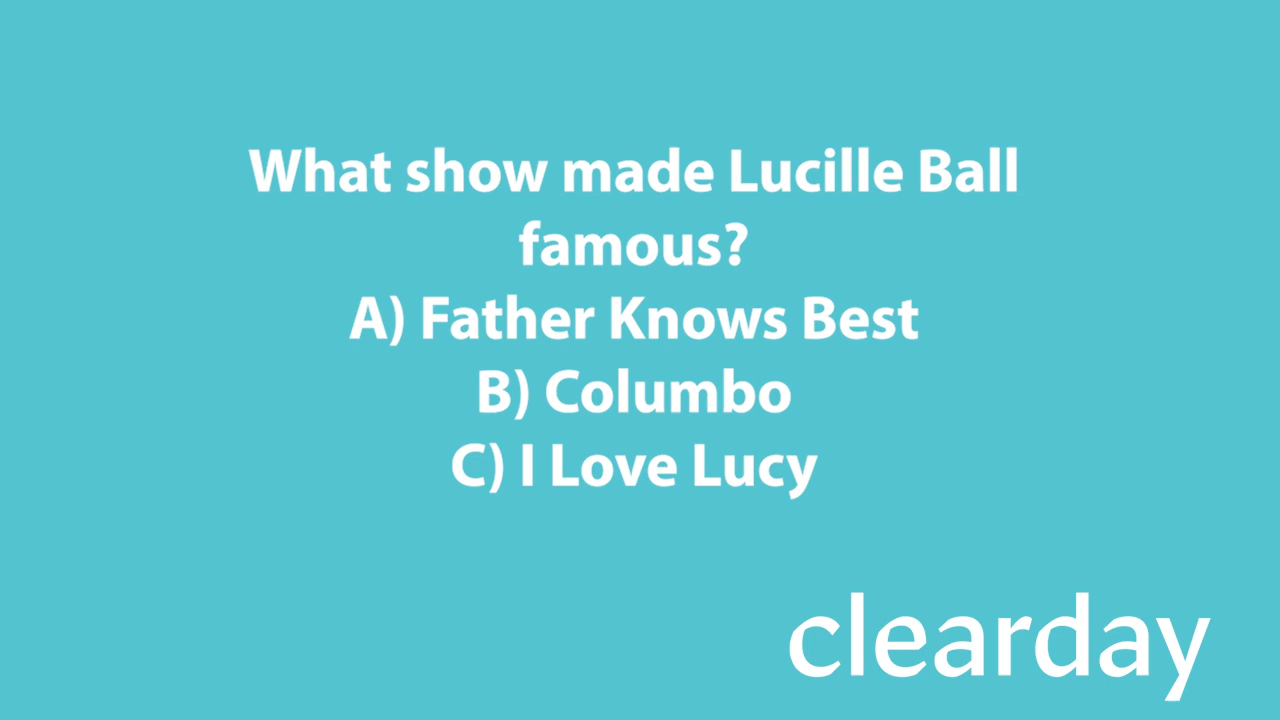 What show made Lucille Ball
famous?
A) Father Knows Best
B) Columbo
C) I Love Lucy
clearday